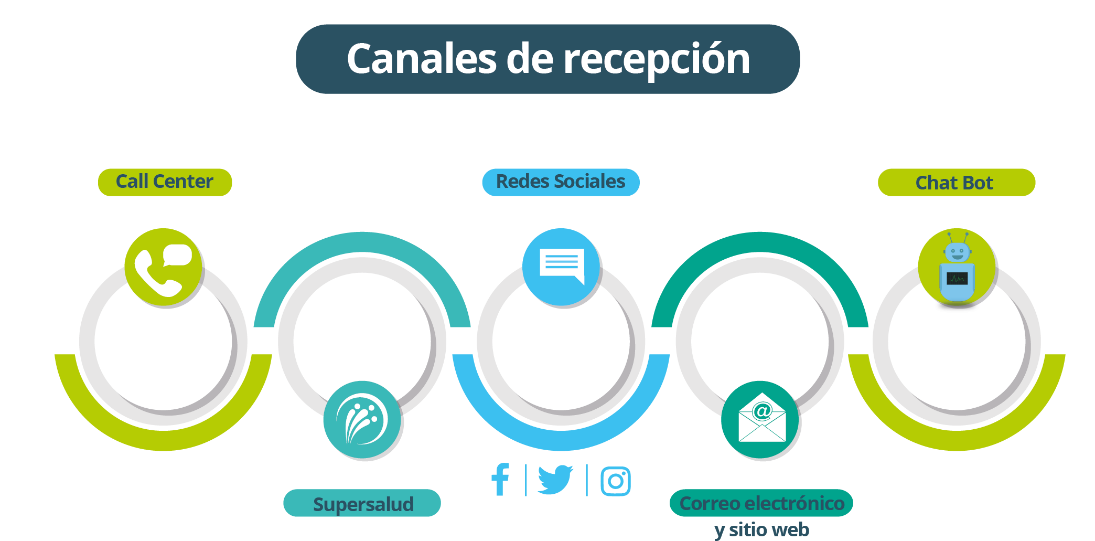 Canales de recepción
Call Center
Redes Sociales
Chat Bot
@
Supersalud
Correo electrónico
y sitio web